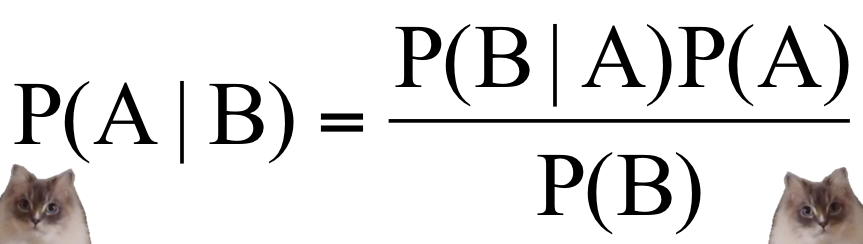 P(A | B) = P(B | A)P(A)
P(B)